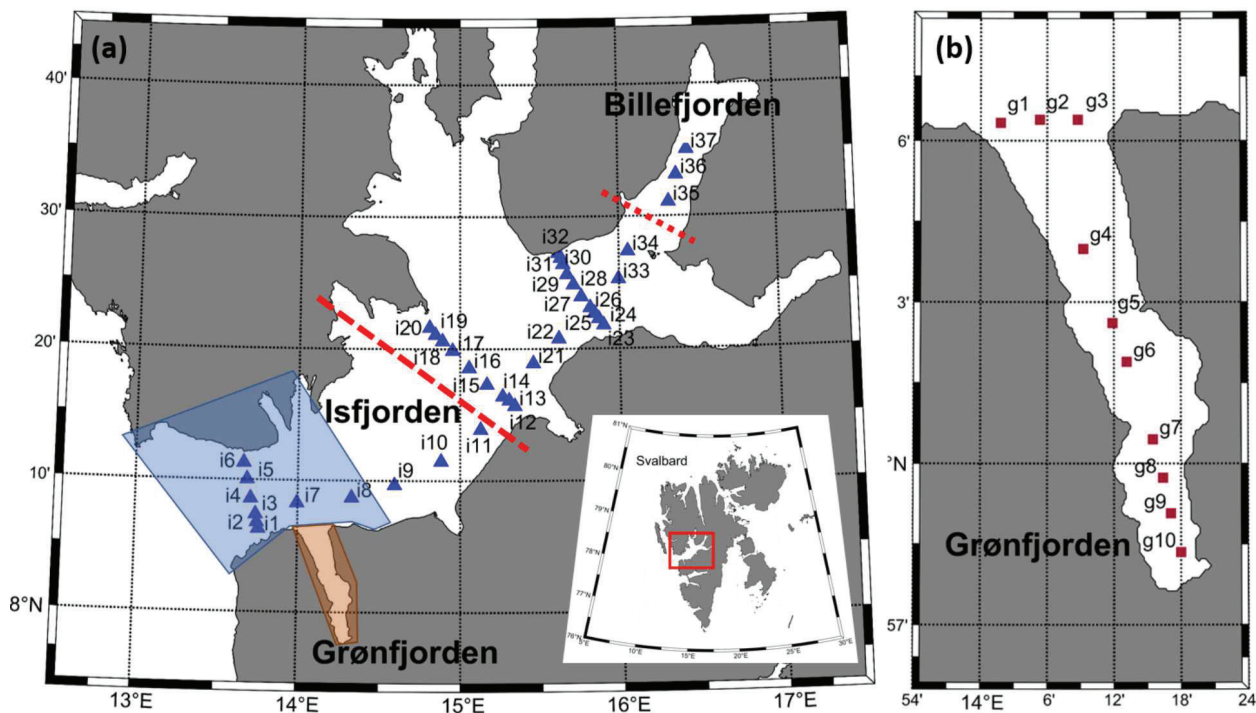 (a)
Billefjorden
40'
30'
20'
10'
8°N
i37
i36
i35
i34
i32
i31
i30
i29
i28
i33
i27
i26
i25
i24
i23
i22
i21
i20
i19
i18
i17
i16
i15
i14
i13
i12
i11
Isfjorden
i10
i9
i8
i7
i6
i5
i4
i3
i2
i1
Grønfjorden
13°E
14°E
15°E
16°E
17°E
81°N
80°N
79°N
78°N
77°N
76°N
Svalbard
5°E
10°E
15°E
20°E
25°E
30°E
(b)
g1
g2
g3
6'
g4
3'
g5
g6
g7
°N
g8
g9
g10
Grønfjorden
57'
54'
14°E
6'
12'
18'
24